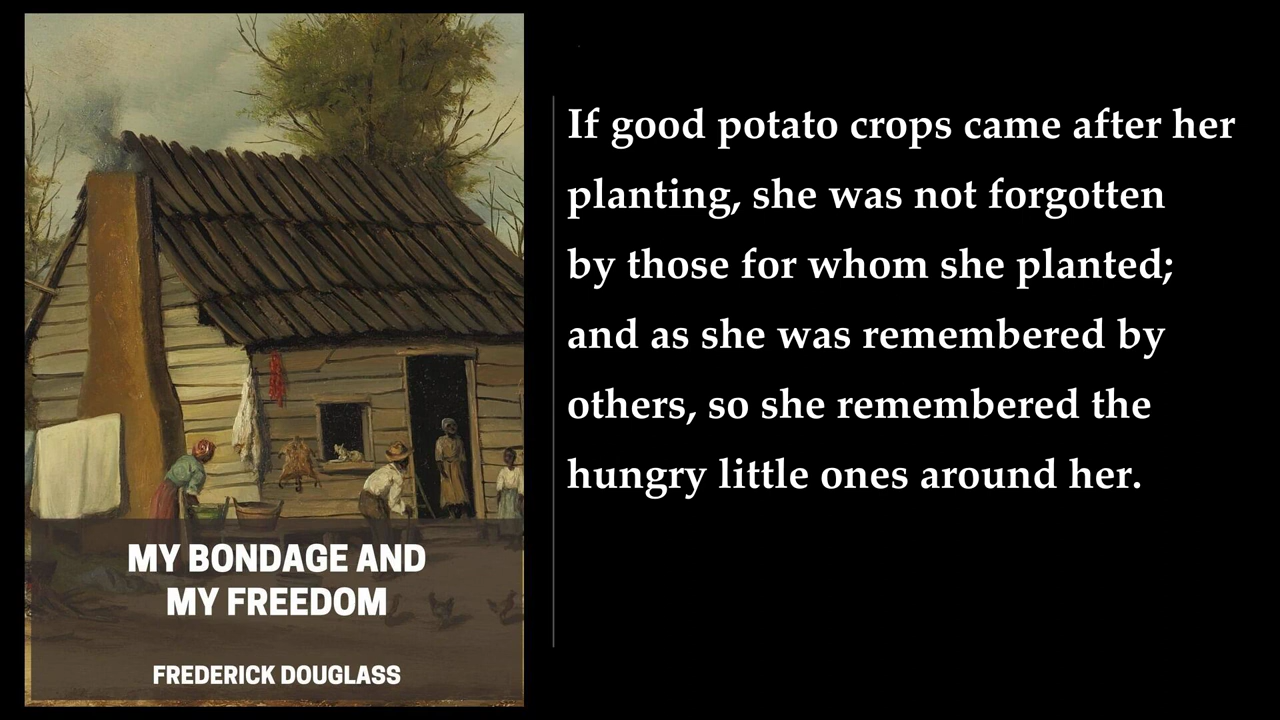 MY BONDAGE AND
MY FREEDOM
FREDERICK DOUGLASS
If good potato crops came after her
planting, she was not forgotten
by those for whom she planted;
and as she was remembered by
others, so she remembered the
hungry little ones around her.